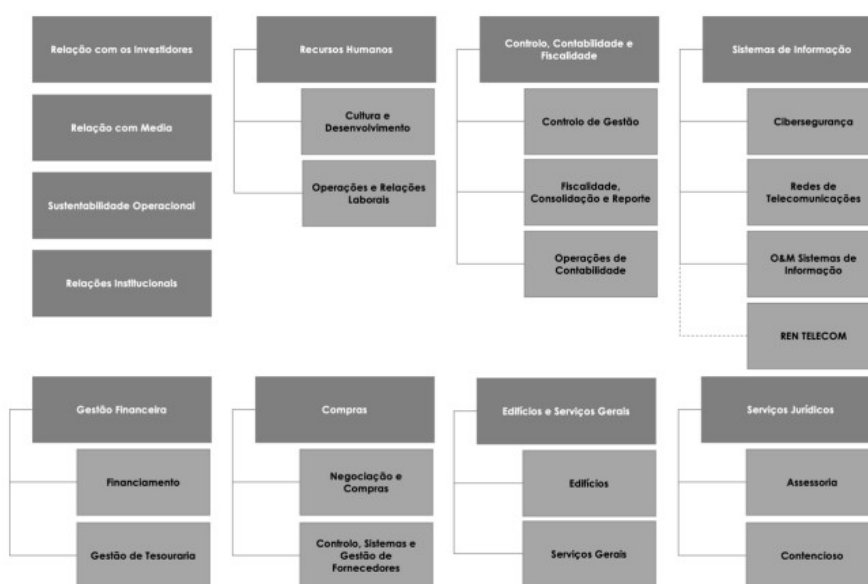 Relação com os Investidores
Relação com Media
Sustentabilidade Operacional
Relações Institucionais
Recursos Humanos
Cultura e
Desenvolvimento
Operações e Relações
Laborais
Controlo, Contabilidade e
Fiscalidade
Controlo de Gestão
Fiscalidade,
Consolidação e Reporte
Operações de
Contabilidade
Sistemas de Informação
Cibersegurança
Redes de
Telecomunicações
O&M Sistemas de
Informação
REN TELECOM
Gestão Financeira
Financiamento
Gestão de Tesouraria
Compras
Negociação e
Compras
Controlo, Sistemas e
Gestão de
Fornecedores
Edifícios e Serviços Gerais
Edifícios
Serviços Gerais
Serviços Jurídicos
Assessoria
Contencioso